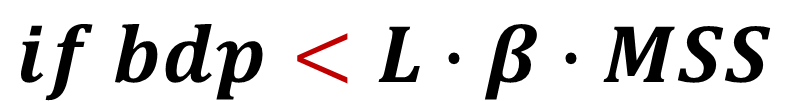 if bdp < L · β · MSS